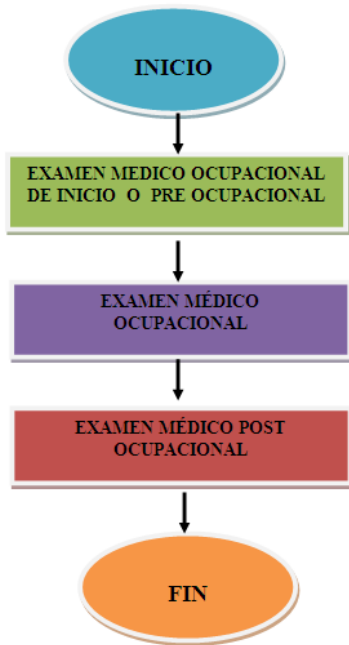 INICIO
EXAMEN MEDICO OCUPACIONAL
DE INICIO O PRE OCUPACIONAL
EXAMEN MÉDICO
OCUPACIONAL
EXAMEN MÉDICO POST
OCUPACIONAL
FIN